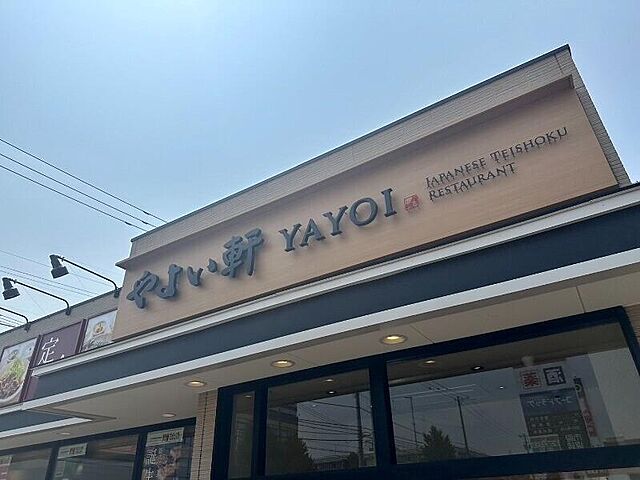 やよい軒 YAYOI
JAPANESE TEISHOKU
RESTAURANT
定